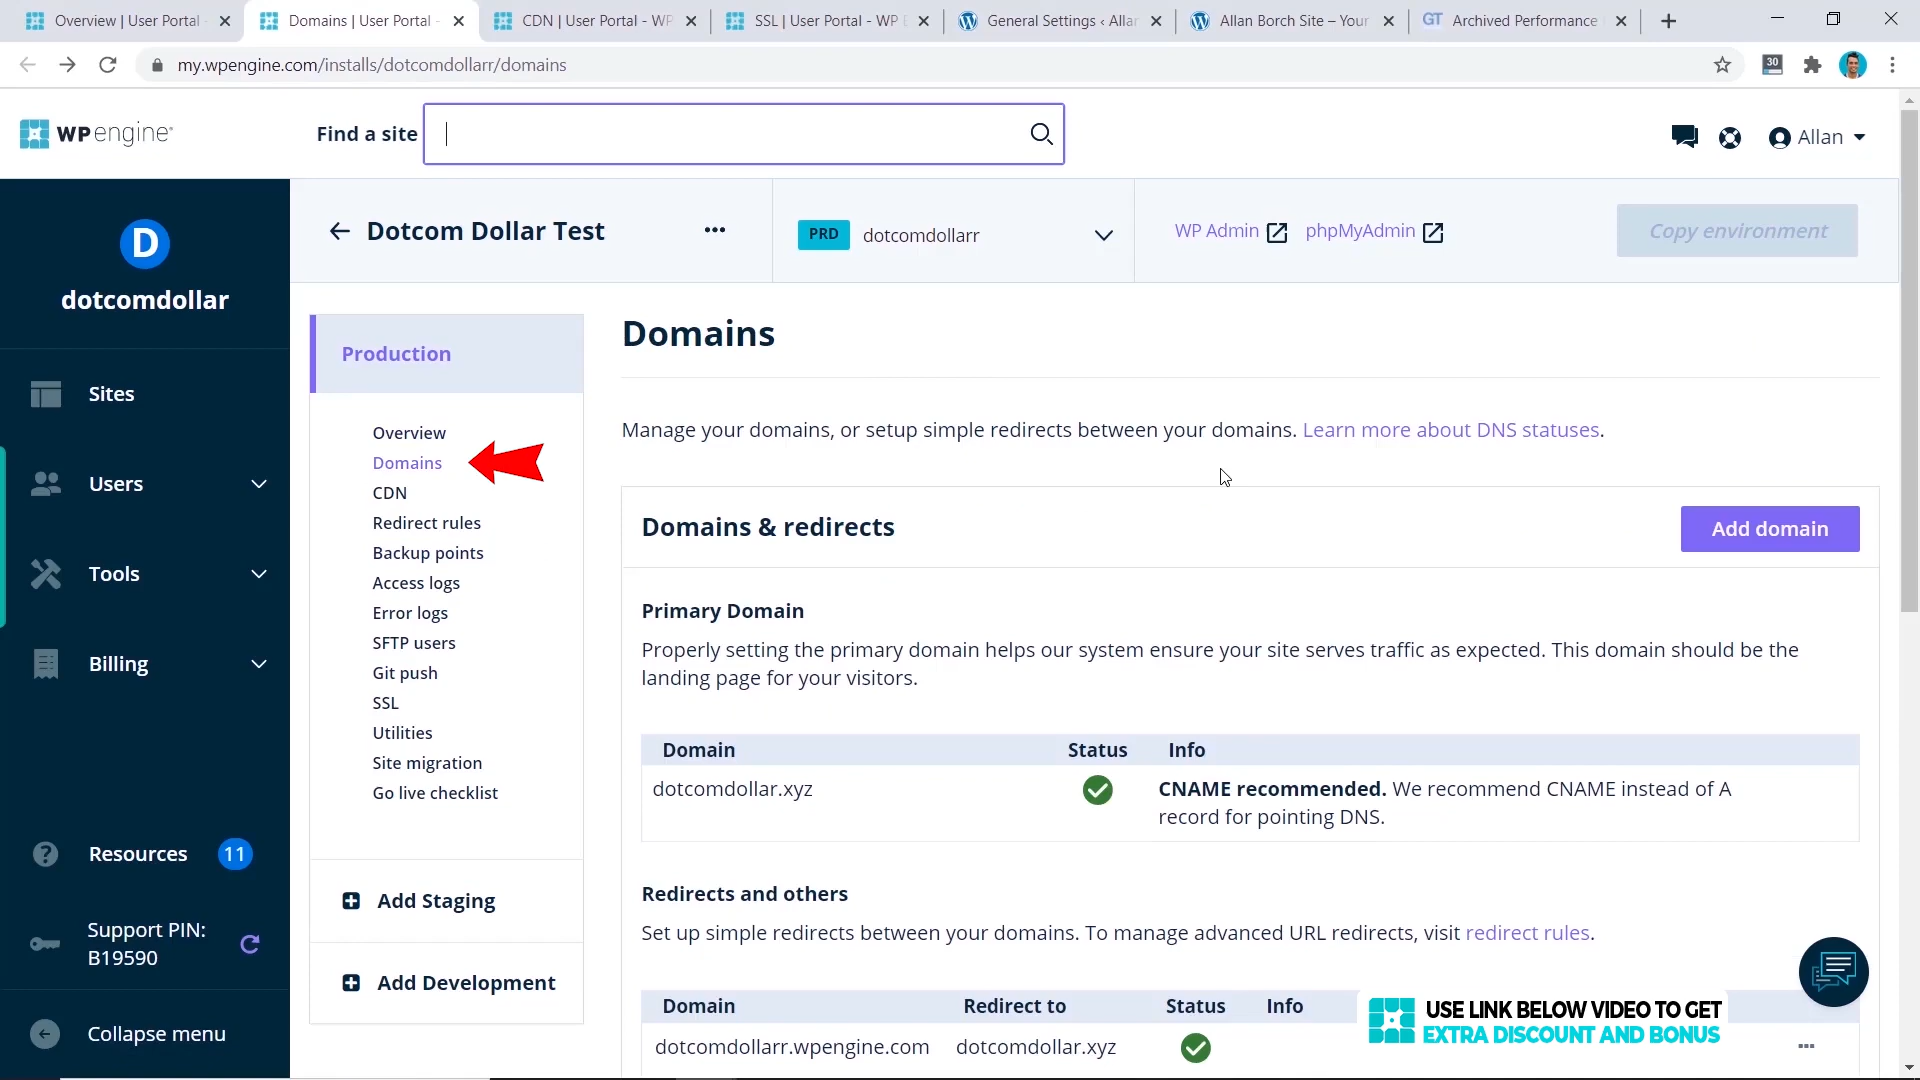 Overview | User Portal -
Domains | User Portal -
CDN | User Portal - WP
SSL | User Portal - WP E
General Settings ‹ Allan
Allan Borch Site – Your
GT Archived Performance
my.wpengine.com/installs/dotcomdollarr/domains
30
WP engine
Find a site
Allan
D
dotcomdollar
Dotcom Dollar Test
PRD dotcomdollarr
WP Admin
phpMyAdmin
Copy environment
Sites
Users
Tools
Billing
Resources 11
Support PIN:
B19590
Collapse menu
Production
Overview
Domains
CDN
Redirect rules
Backup points
Access logs
Error logs
SFTP users
Git push
SSL
Utilities
Site migration
Go live checklist
Add Staging
Add Development
Domains
Manage your domains, or setup simple redirects between your domains. Learn more about DNS statuses.
Domains & redirects
Add domain
Primary Domain
Properly setting the primary domain helps our system ensure your site serves traffic as expected. This domain should be the
landing page for your visitors.
Domain Status Info
dotcomdollar.xyz CNAME recommended. We recommend CNAME instead of A
record for pointing DNS.
Redirects and others
Set up simple redirects between your domains. To manage advanced URL redirects, visit redirect rules.
Domain Redirect to Status Info
dotcomdollarr.wpengine.com dotcomdollar.xyz
USE LINK BELOW VIDEO TO GET
EXTRA DISCOUNT AND BONUS